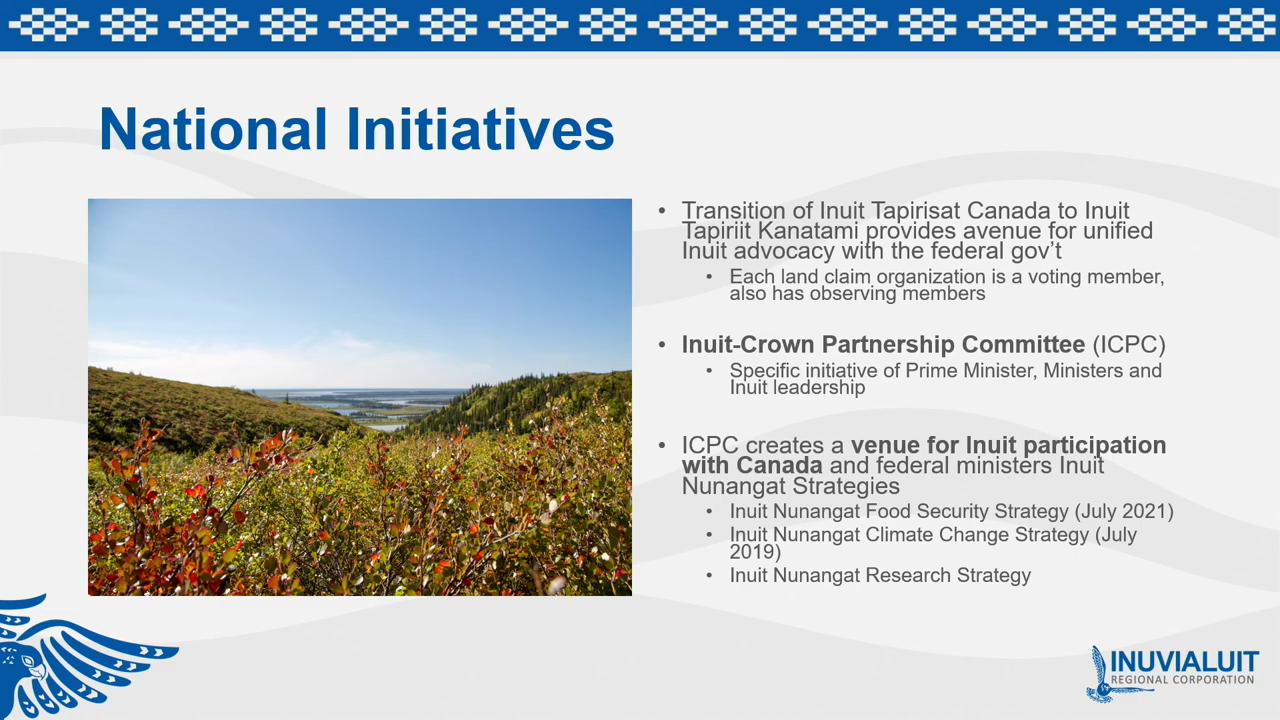 National Initiatives
• Transition of Inuit Tapirisat Canada to Inuit
Tapiriit Kanatami provides avenue for unified
Inuit advocacy with the federal gov’t
• Each land claim organization is a voting member,
also has observing members
• Inuit-Crown Partnership Committee (ICPC)
• Specific initiative of Prime Minister, Ministers and
Inuit leadership
• ICPC creates a venue for Inuit participation
with Canada and federal ministers Inuit
Nunangat Strategies
• Inuit Nunangat Food Security Strategy (July 2021)
• Inuit Nunangat Climate Change Strategy (July
2019)
• Inuit Nunangat Research Strategy
INUVIALUIT
REGIONAL CORPORATION